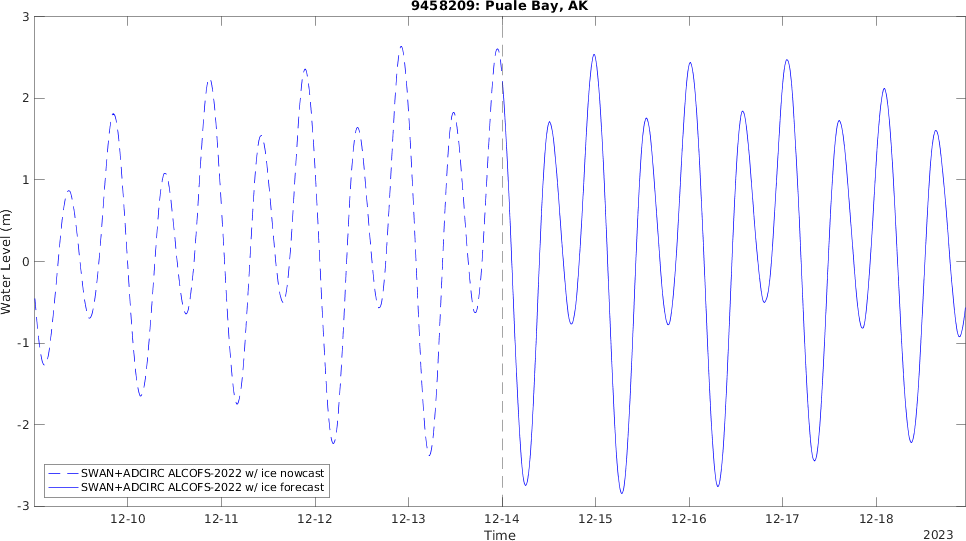 9458209: Puale Bay, AK
3
2
1
0
-1
-2
-3
Water Level (m)
SWAN+ADCIRC ALCOFS-2022 w/ ice nowcast
SWAN+ADCIRC ALCOFS-2022 w/ ice forecast
12-10 12-11 12-12 12-13 12-14 12-15 12-16 12-17 12-18
Time
2023